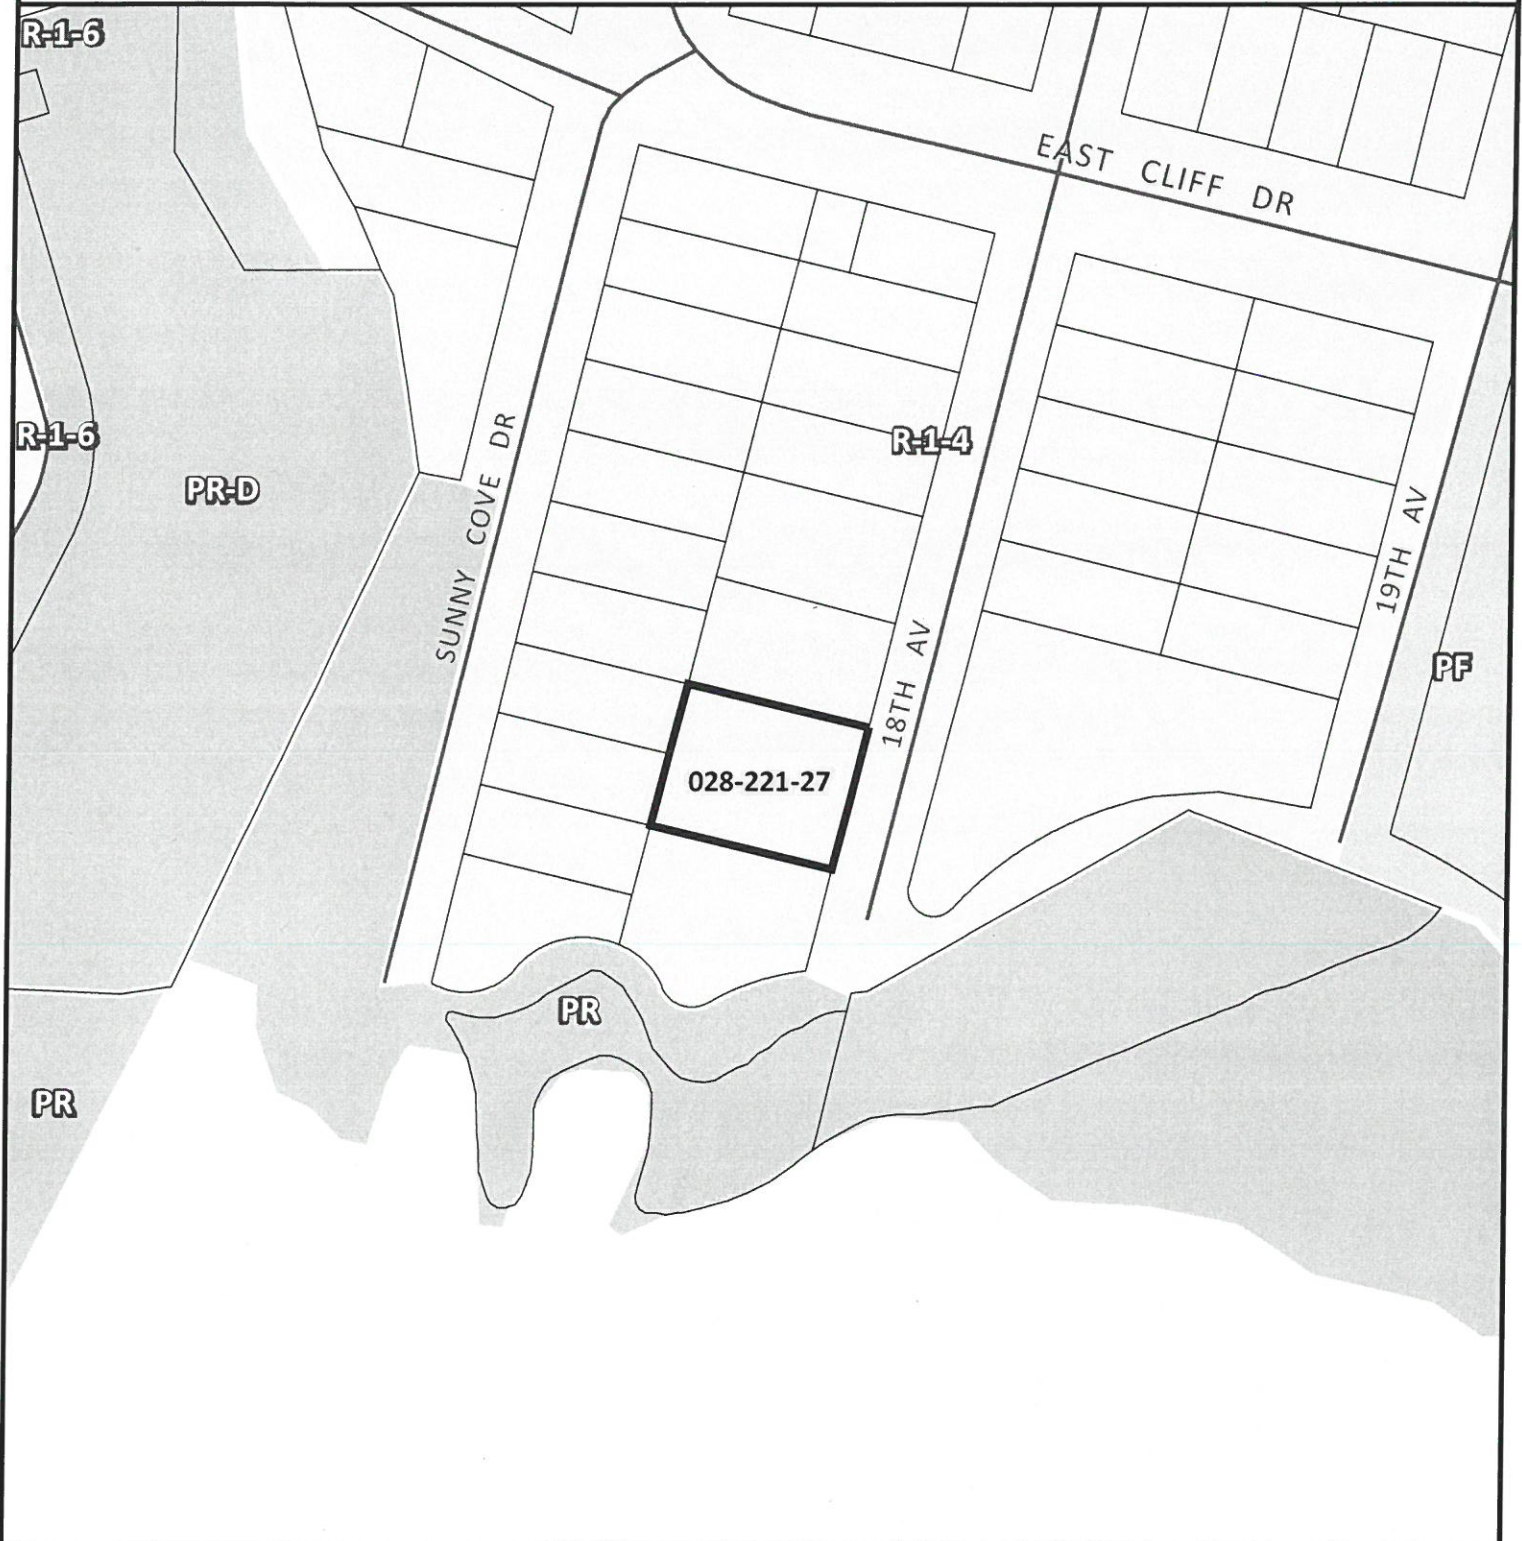 R-1-6
EAST CLIFF DR
R-1-6
R-1-4
PR-D
SUNNY COVE DR
19TH AV
18TH AV
PF
028-221-27
PR
PR